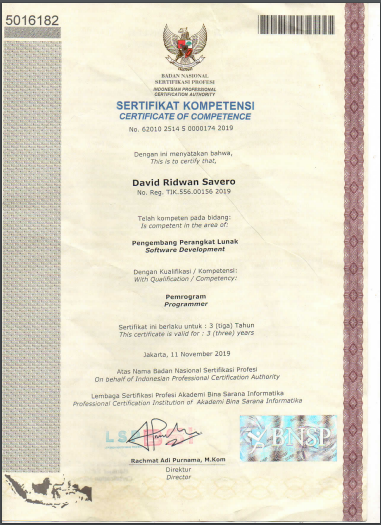 5016182
BADAN NASIONAL
SERTIFIKASI PROFESI
INDONESIAN PROFESSIONAL
CERTIFICATION AUTHORITY
SERTIFIKAT KOMPETENSI
CERTIFICATE OF COMPETENCE
No. 62010 2514 5 0000174 2019
Dengan ini menyatakan bahwa,
This is to certify that,
David Ridwan Savero
No. Reg. TIK.556.00156 2019
Telah kompeten pada bidang:
Is competent in the area of:
Pengembang Perangkat Lunak
Software Development
Dengan Kualifikasi / Kompetensi:
With Qualification / Competency:
Pemrogram
Programmer
Sertifikat ini berlaku untuk : 3 (tiga) Tahun
This certificate is valid for : 3 (three) years
Jakarta, 11 November 2019
Atas Nama Badan Nasional Sertifikasi Profesi
On behalf of Indonesian Professional Certification Authority
Lembaga Sertifikasi Profesi Akademi Bina Sarana Informatika
Professional Certification Institution of Akademi Bina Sarana Informatika
BNSP
Rachmat Adi Purnama, M.Kom
Direktur
Director